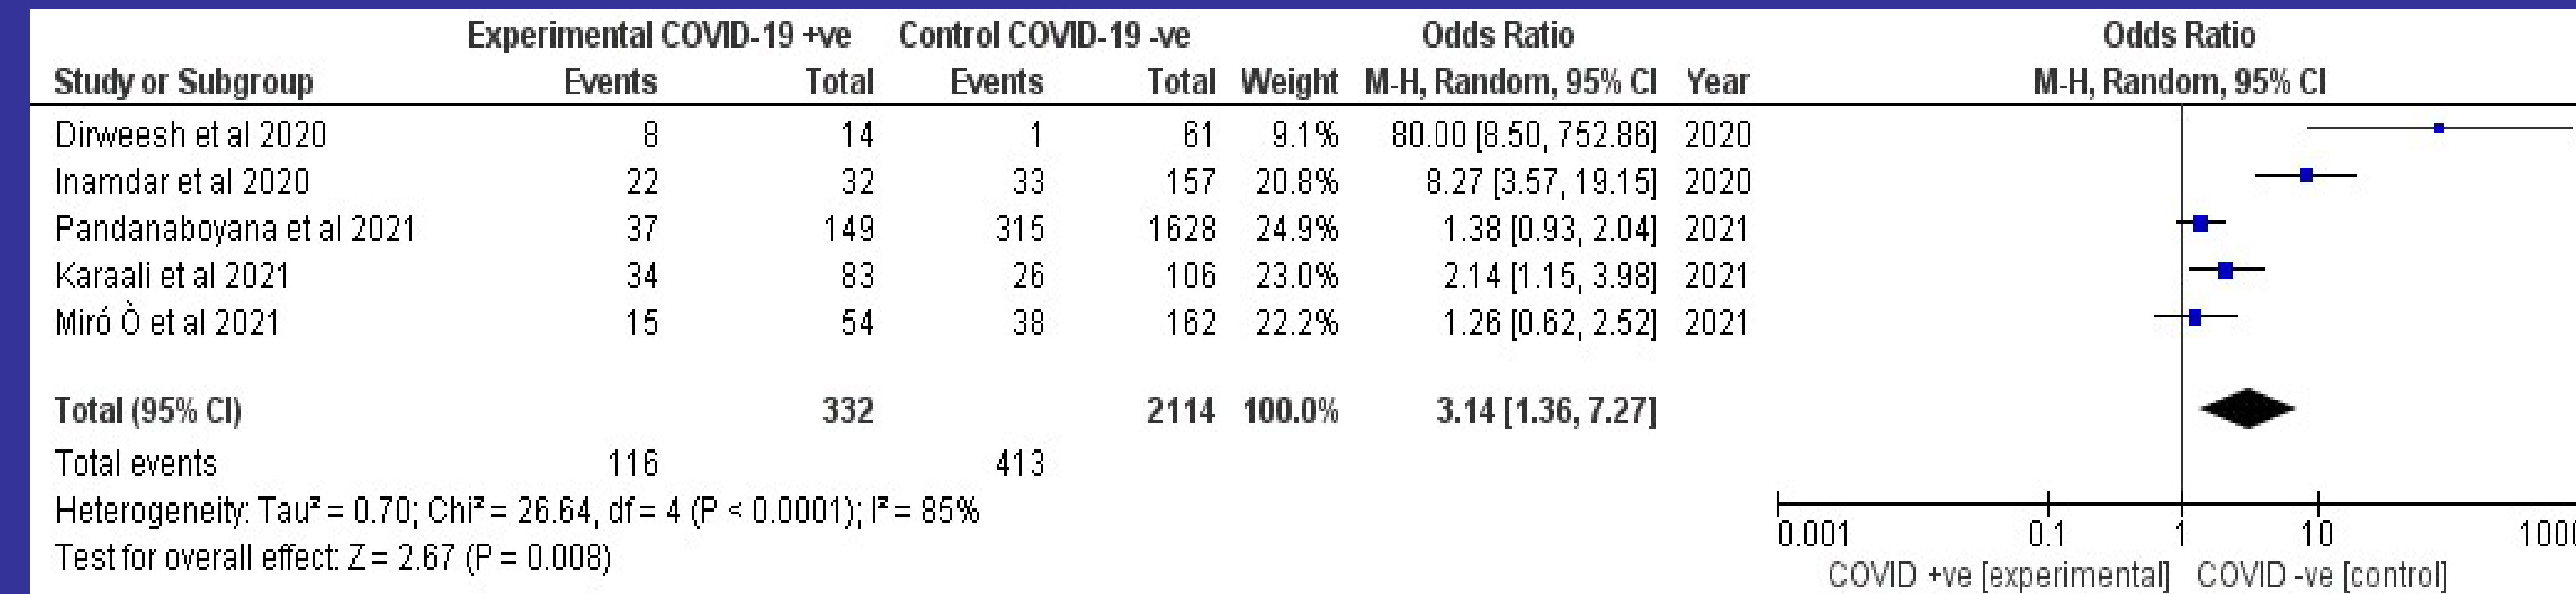 Experimental COVID-19 +ve Control COVID-19 -ve Odds Ratio Odds Ratio
Study or Subgroup Events Total Events Total Weight M-H, Random, 95% CI Year M-H, Random, 95% CI
Dirweesh et al 2020 8 14 1 61 9.1% 80.00 [8.50, 752.86] 2020
Inamdar et al 2020 22 32 33 157 20.8% 8.27 [3.57, 19.15] 2020
Pandanaboyana et al 2021 37 149 315 1628 24.9% 1.38 [0.93, 2.04] 2021
Karaali et al 2021 34 83 26 106 23.0% 2.14 [1.15, 3.98] 2021
Miró Ò et al 2021 15 54 38 162 22.2% 1.26 [0.62, 2.52] 2021
Total (95% CI) 332 2114 100.0% 3.14 [1.36, 7.27]
Total events 116 413
Heterogeneity: Tau² = 0.70; Chi² = 26.64, df = 4 (P < 0.0001); I² = 85%
Test for overall effect: Z = 2.67 (P = 0.008)
0.001 0.1 1 10
COVID +ve [experimental] COVID -ve [control]